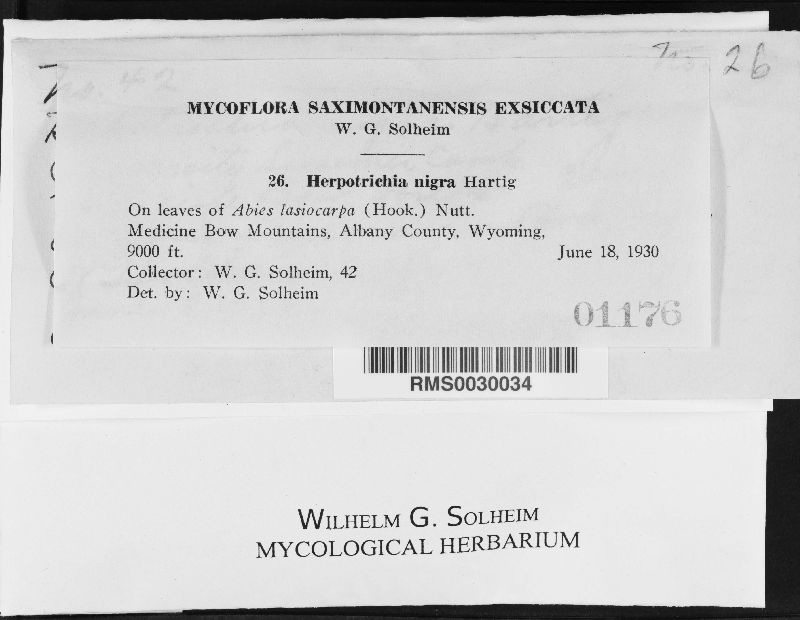 No. 26
MYCOFLORA SAXIMONTANENSIS EXSICCATA
W. G. Solheim
26. Herpotrichia nigra Hartig
On leaves of Abies lasiocarpa (Hook.) Nutt.
Medicine Bow Mountains, Albany County, Wyoming,
9000 ft. June 18, 1930
Collector: W. G. Solheim, 42
Det. by: W. G. Solheim
01176
RMS0030034
WILHELM G. SOLHEIM
MYCOLOGICAL HERBARIUM